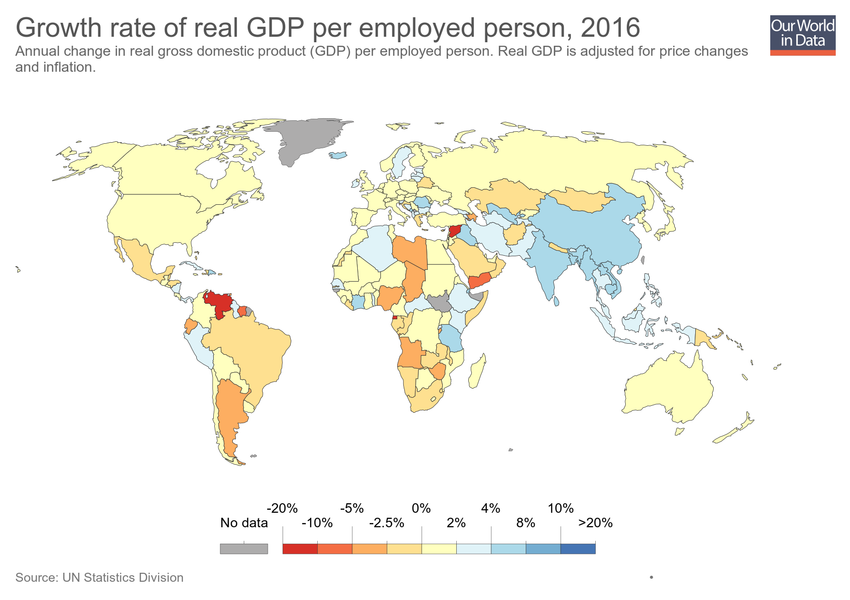 Growth rate of real GDP per employed person, 2016
Our World
in Data
Annual change in real gross domestic product (GDP) per employed person. Real GDP is adjusted for price changes
and inflation.
-20% -5% 0% 4% 10%
No data -10% -2.5% 2% 8% >20%
Source: UN Statistics Division